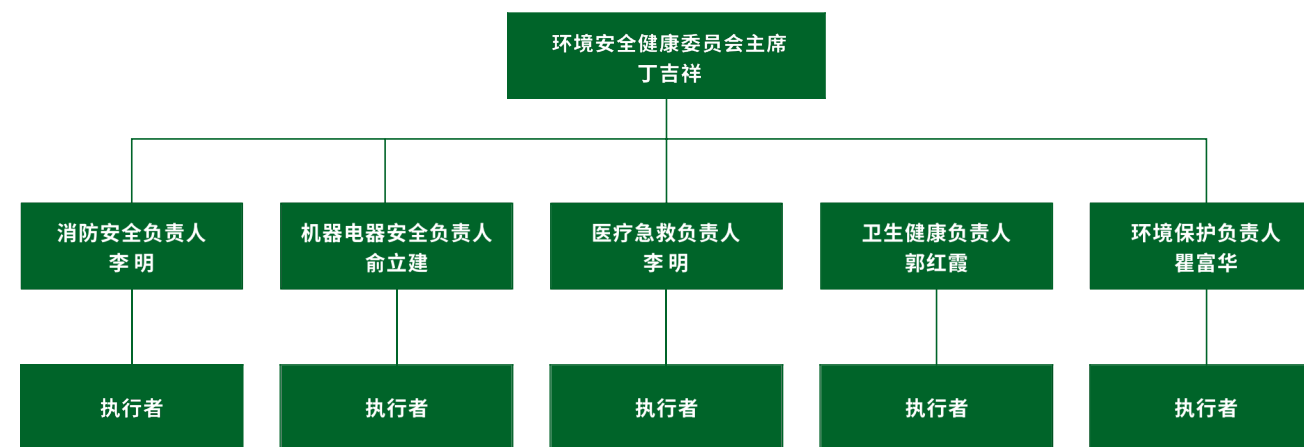 环境安全健康委员会主席
丁吉祥
消防安全负责人
李 明
机器电器安全负责人
俞立建
医疗急救负责人
李 明
卫生健康负责人
郭红霞
环境保护负责人
瞿富华
执行者
执行者
执行者
执行者
执行者